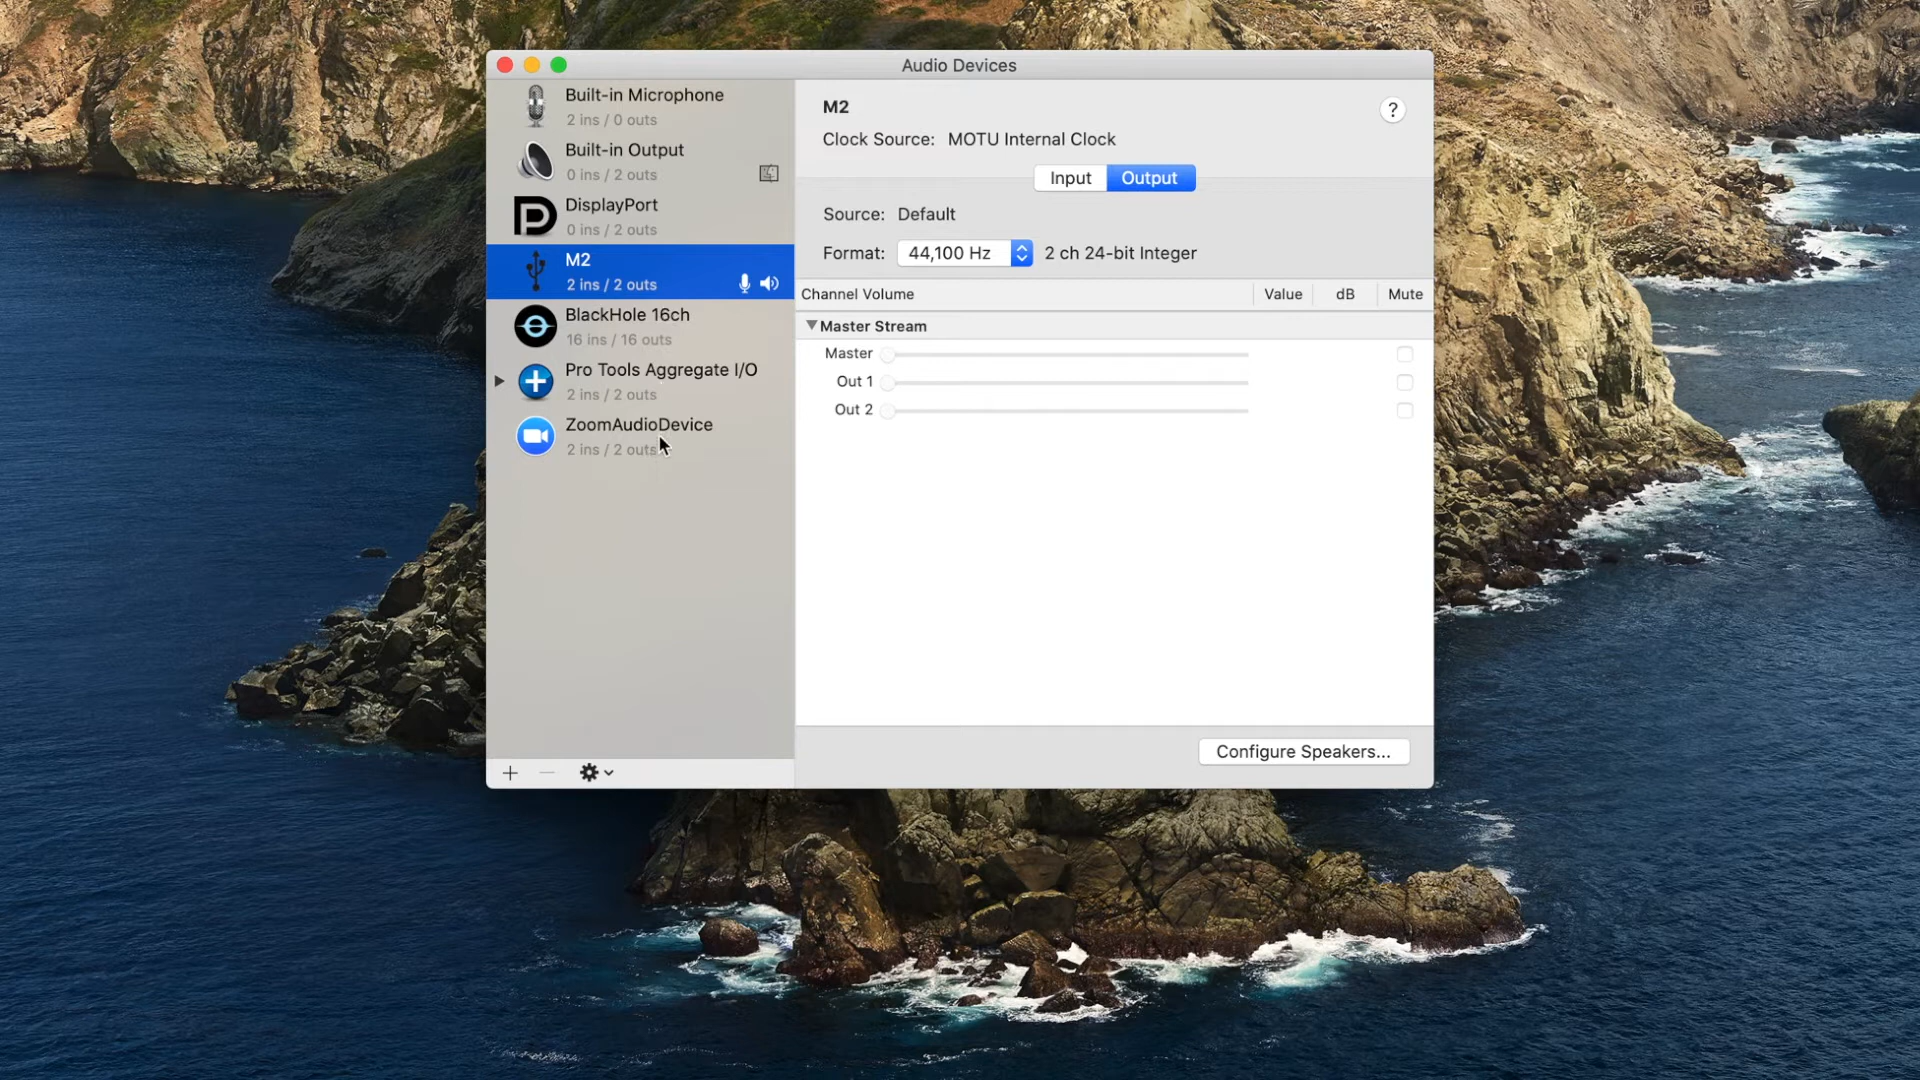 Audio Devices
Built-in Microphone
2 ins / 0 outs
Built-in Output
0 ins / 2 outs
DisplayPort
0 ins / 2 outs
M2
2 ins / 2 outs
BlackHole 16ch
16 ins / 16 outs
Pro Tools Aggregate I/O
2 ins / 2 outs
ZoomAudioDevice
2 ins / 2 outs
M2
?
Clock Source: MOTU Internal Clock
Input Output
Source: Default
Format: 44,100 Hz 2 ch 24-bit Integer
Channel Volume Value dB Mute
Master Stream
Master
Out 1
Out 2
Configure Speakers...